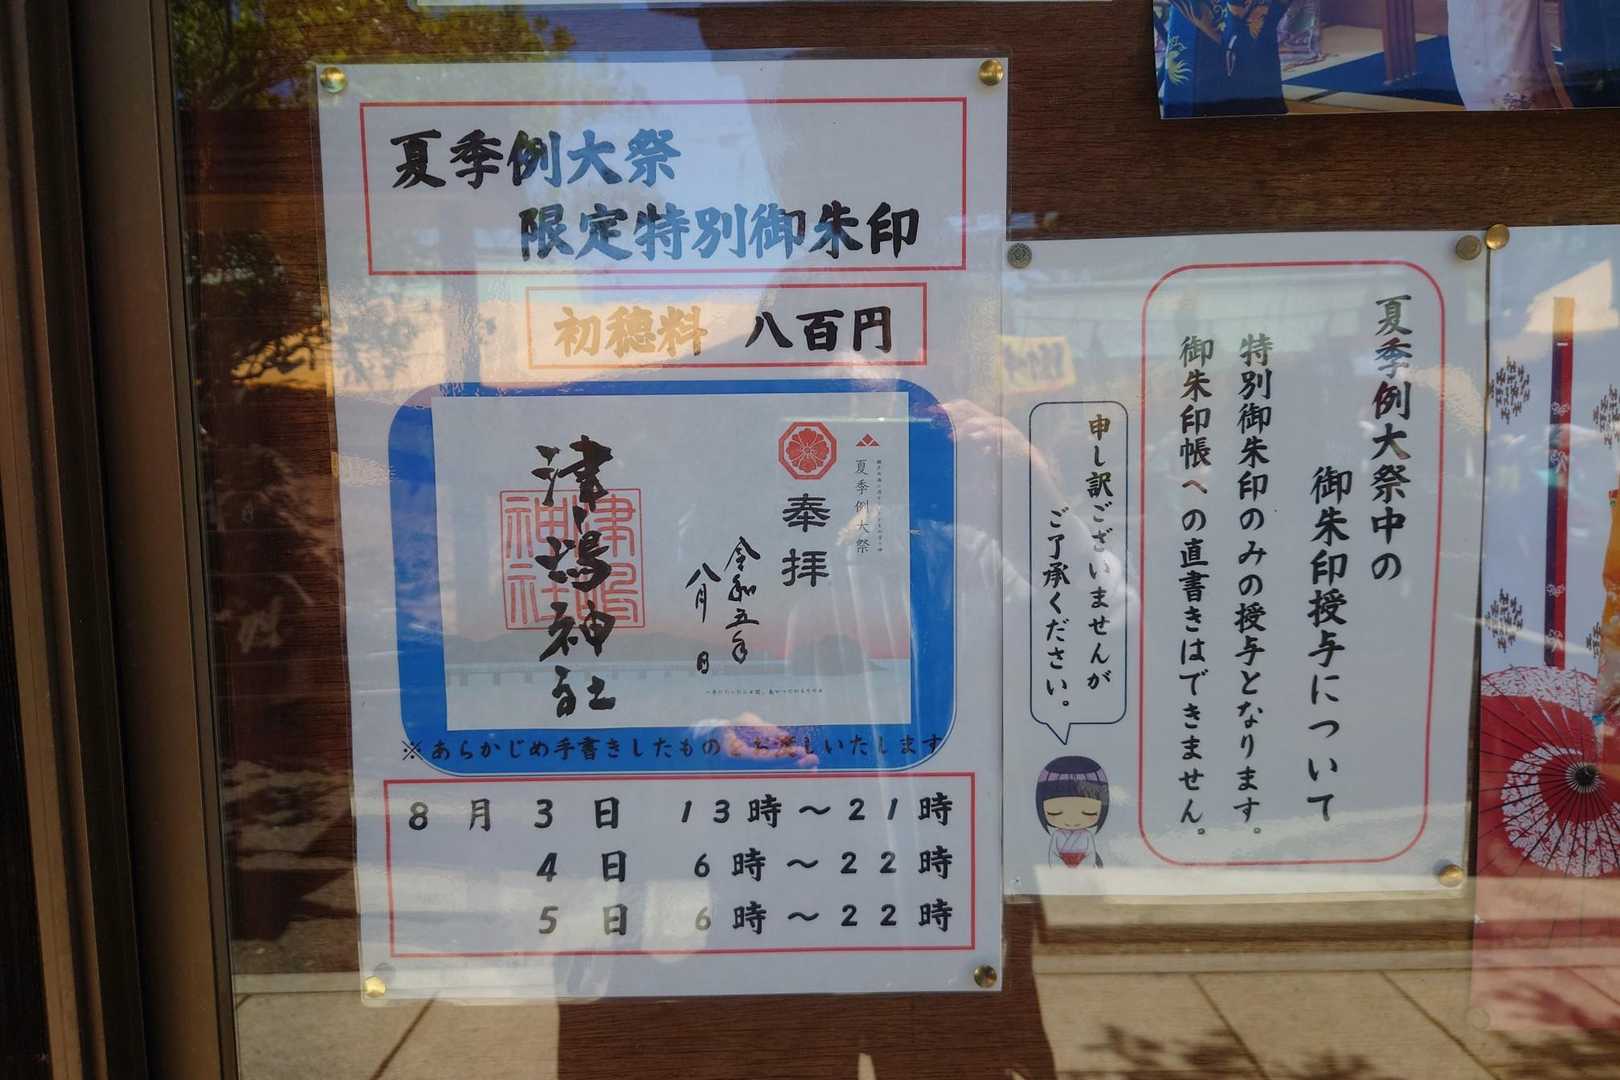 夏季例大祭
限定特別御朱印
初穂料 八百円
夏季例大祭
奉拝
令和五年
八月 日
津嶋神社
津嶋
神社
※あらかじめ手書きしたものをお渡しいたします
8月3日 13時～21時
4日 6時～22時
5日 6時～22時
夏季例大祭中の
御朱印授与について
特別御朱印のみの授与となります。
御朱印帳への直書きはできません。
申し訳ございませんが
ご了承ください。